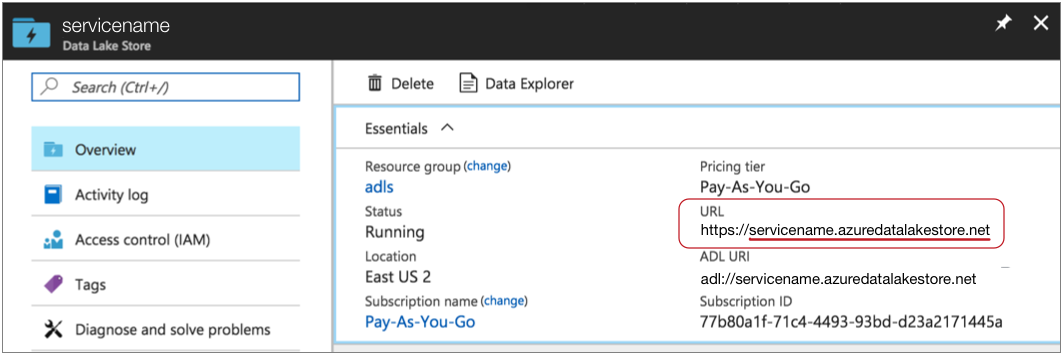 servicename
Data Lake Store
Search (Ctrl+/)
Delete
Data Explorer
Overview
Activity log
Access control (IAM)
Tags
Diagnose and solve problems
Essentials
Resource group (change)
adls
Status
Running
Location
East US 2
Subscription name (change)
Pay-As-You-Go
Pricing tier
Pay-As-You-Go
URL
https://servicename.azuredatalakestore.net
ADL URI
adl://servicename.azuredatalakestore.net
Subscription ID
77b80a1f-71c4-4493-93bd-d23a2171445a